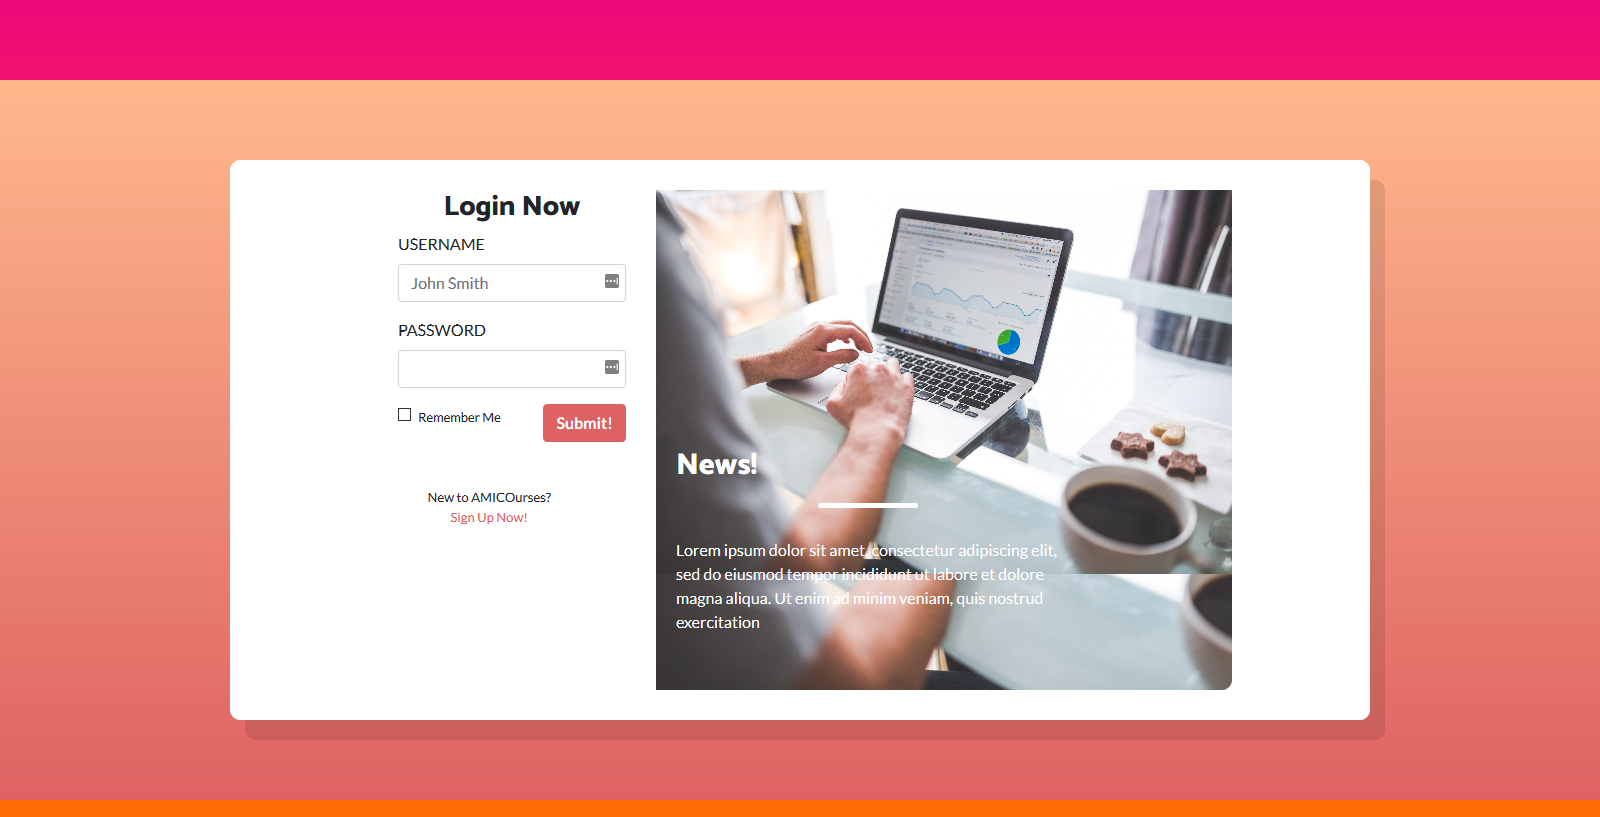 Login Now
USERNAME
John Smith
PASSWORD
Remember Me
Submit!
New to AMICOurses?
Sign Up Now!
News!
Lorem ipsum dolor sit amet, consectetur adipiscing elit,
sed do eiusmod tempor incididunt ut labore et dolore
magna aliqua. Ut enim ad minim veniam, quis nostrud
exercitation